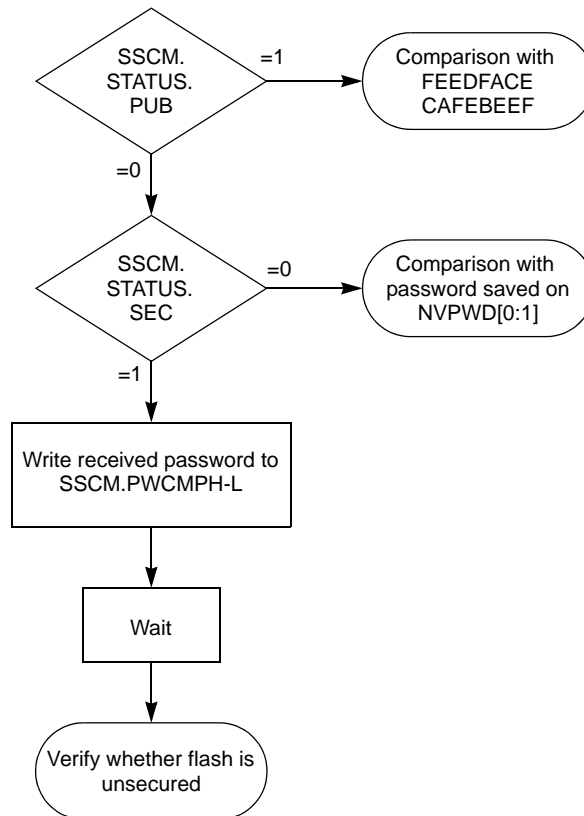 SSCM.
STATUS.
PUB
=1
Comparison with
FEEDFACE
CAFEBEEF
=0
SSCM.
STATUS.
SEC
=0
Comparison with
password saved on
NVPWD[0:1]
=1
Write received password to
SSCM.PWCMPH-L
Wait
Verify whether flash is
unsecured